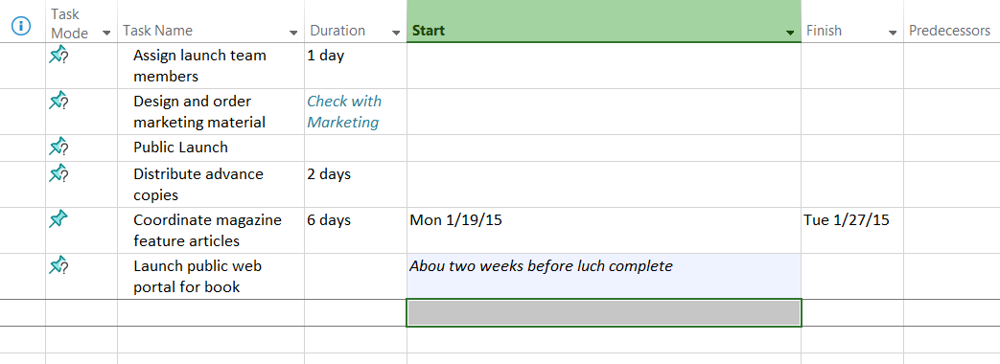 Task
Mode Task Name Duration Start Finish Predecessors
Assign launch team 1 day
members
Design and order Check with
marketing material Marketing
Public Launch
Distribute advance 2 days
copies
Coordinate magazine 6 days Mon 1/19/15 Tue 1/27/15
feature articles
Launch public web Abou two weeks before luch complete
portal for book